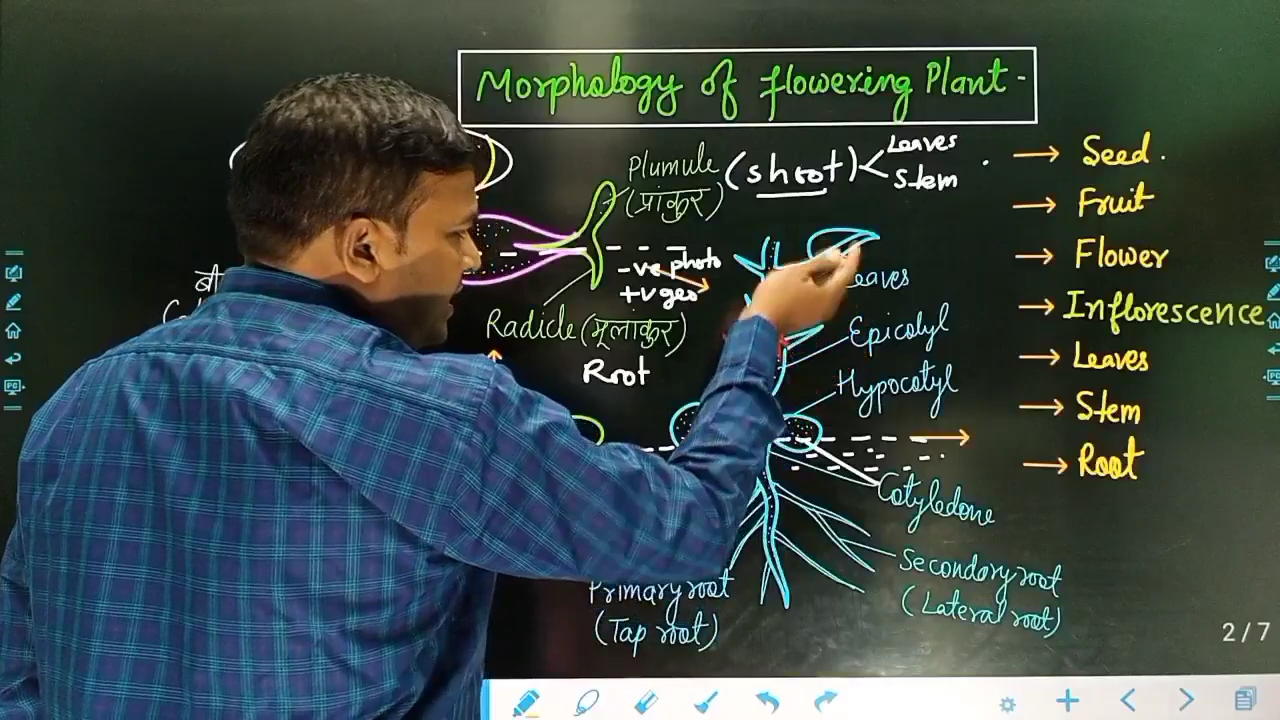 Morphology of flowering Plant -
Plumule
(प्रांकुर)
(shoot)
Leaves
Stem
-ve photo
+v geo
Radicle (मूलांकुर)
Root
eaves
Epicotyl
Hypocotyl
Cotyledone
Secondary root
(Lateral root)
Primary root
(Tap root)
→ Seed.
→ Fruit
→ Flower
→ Inflorescence
→ Leaves
→ Stem
→ Root
2/7